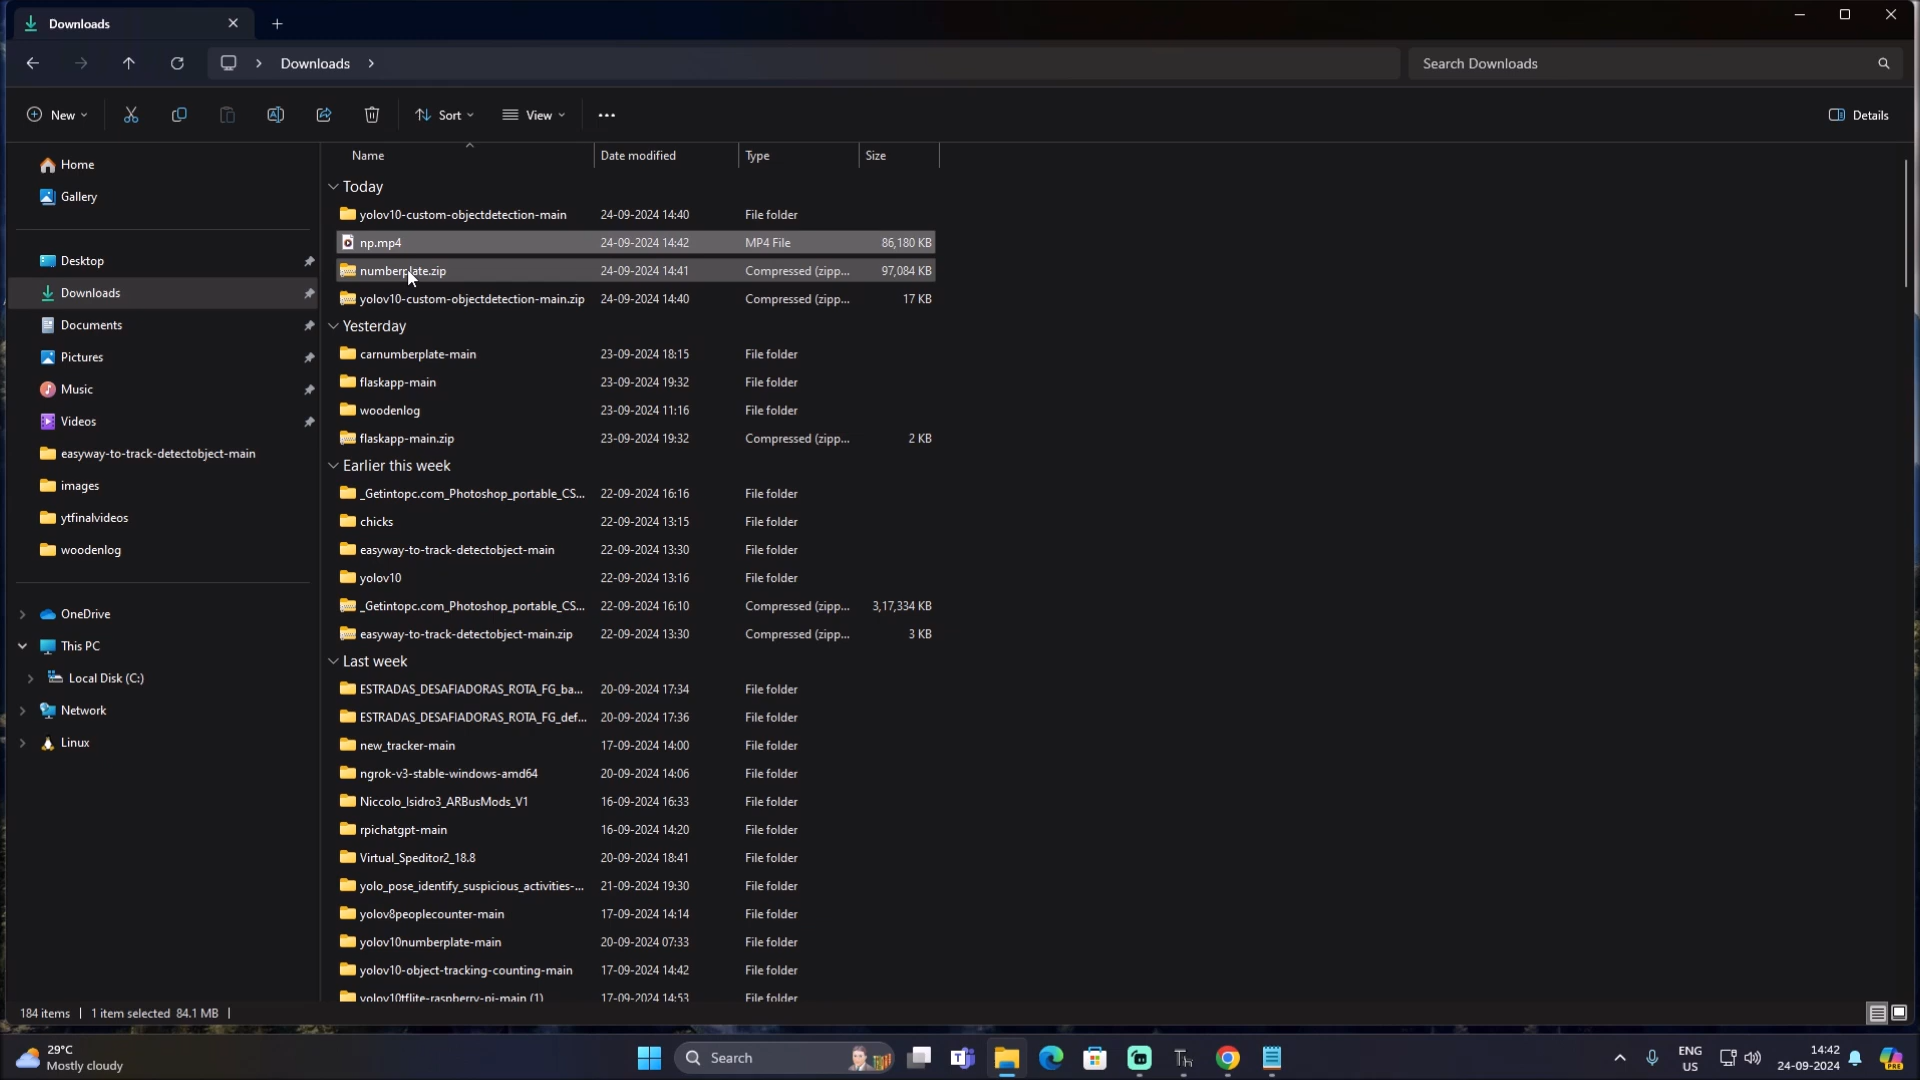 Downloads
Downloads
Search Downloads
New
Sort
View
Details
Home
Gallery
Desktop
Downloads
Documents
Pictures
Music
Videos
easyway-to-track-detectobject-main
images
ytfinalvideos
woodenlog
OneDrive
This PC
Local Disk (C:)
Network
Linux
Name Date modified Type Size
Today
yolov10-custom-objectdetection-main 24-09-2024 14:40 File folder
np.mp4 24-09-2024 14:42 MP4 File 86,180 KB
numberplate.zip 24-09-2024 14:41 Compressed (zipp... 97,084 KB
yolov10-custom-objectdetection-main.zip 24-09-2024 14:40 Compressed (zipp... 17 KB
Yesterday
carnumberplate-main 23-09-2024 18:15 File folder
flaskapp-main 23-09-2024 19:32 File folder
woodenlog 23-09-2024 11:16 File folder
flaskapp-main.zip 23-09-2024 19:32 Compressed (zipp... 2 KB
Earlier this week
_Getintopc.com_Photoshop_portable_CS... 22-09-2024 16:16 File folder
chicks 22-09-2024 13:15 File folder
easyway-to-track-detectobject-main 22-09-2024 13:30 File folder
yolov10 22-09-2024 13:16 File folder
_Getintopc.com_Photoshop_portable_CS... 22-09-2024 16:10 Compressed (zipp... 3,17,334 KB
easyway-to-track-detectobject-main.zip 22-09-2024 13:30 Compressed (zipp... 3 KB
Last week
ESTRADAS_DESAFIADORAS_ROTA_FG_ba... 20-09-2024 17:34 File folder
ESTRADAS_DESAFIADORAS_ROTA_FG_def... 20-09-2024 17:36 File folder
new_tracker-main 17-09-2024 14:00 File folder
ngrok-v3-stable-windows-amd64 20-09-2024 14:06 File folder
Niccolo_Isidro3_ARBusMods_V1 16-09-2024 16:33 File folder
rpichatgpt-main 16-09-2024 14:20 File folder
Virtual_Speditor2_18.8 20-09-2024 18:41 File folder
yolo_pose_identify_suspicious_activities-... 21-09-2024 19:30 File folder
yolov8peoplecounter-main 17-09-2024 14:14 File folder
yolov10numberplate-main 20-09-2024 07:33 File folder
yolov10-object-tracking-counting-main 17-09-2024 14:42 File folder
yolov10tflite-raspberry-pi-main (1) 17-09-2024 14:53 File folder
184 items 1 item selected 84.1 MB
29°C
Mostly cloudy
Search
ENG
US
14:42
24-09-2024
PRE